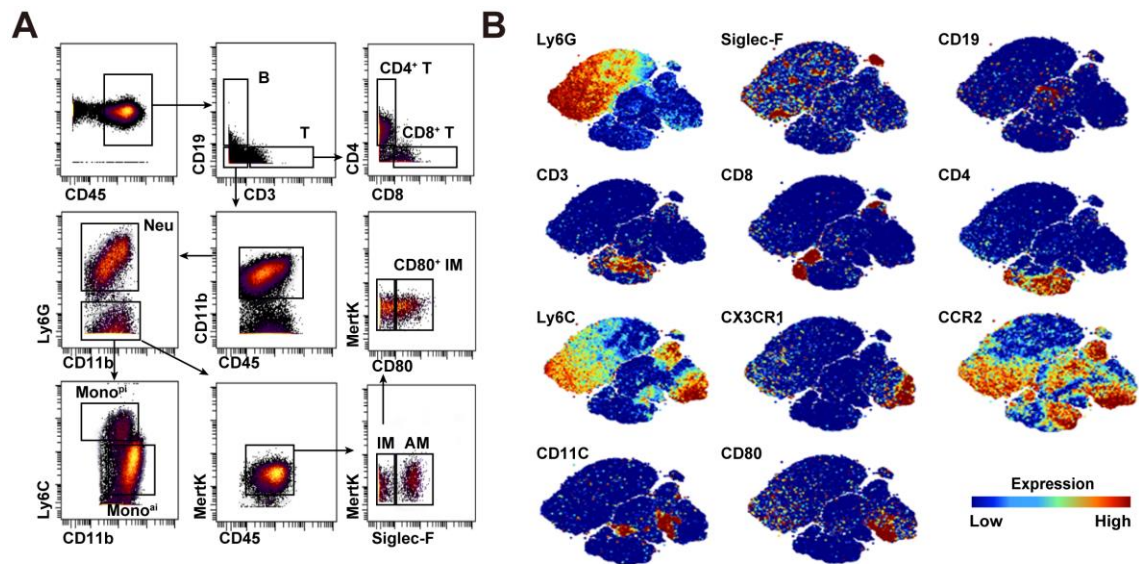 A
B
CD19
T
CD45
CD3
CD4⁺ T
CD8⁺ T
CD4
CD8
Neu
Ly6G
CD11b
CD11b
CD45
CD80⁺ IM
MertK
CD80
Mono^pi
Mono^ai
Ly6C
CD11b
MertK
CD45
IM AM
MertK
Siglec-F
B
Ly6G Siglec-F CD19
CD3 CD8 CD4
Ly6C CX3CR1 CCR2
CD11C CD80
Expression
Low High